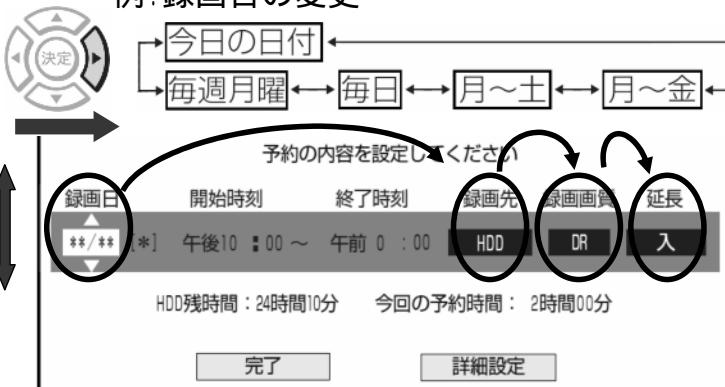 例：録画日の変更
決定
今日の日付
毎週月曜 毎日 月～土 月～金
予約の内容を設定してください
録画日 開始時刻 終了時刻 録画先 録画画質 延長
**/** [*] 午後10:00～ 午前 0:00 HDD DR 入
HDD残時間：24時間10分 今回の予約時間： 2時間00分
完了 詳細設定